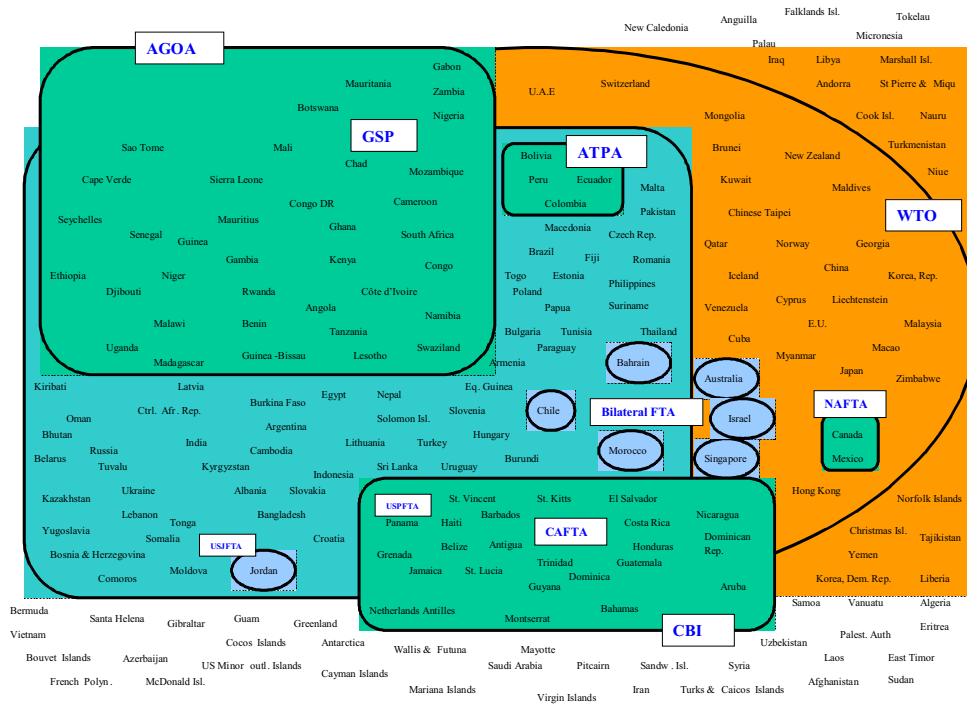 New Caledonia
Anguilla
Falklands Isl.
Tokelau
Palau
Micronesia
AGOA
Gabon
Iraq
Libya
Marshall Isl.
Mauritania
Zambia
U.A.E
Switzerland
Andorra
St Pierre & Miqu
Botswana
Nigeria
Mongolia
Cook Isl.
Nauru
GSP
Sao Tome
Mali
Bolivia
ATPA
Brunei
New Zealand
Turkmenistan
Chad
Mozambique
Niue
Cape Verde
Sierra Leone
Peru
Ecuador
Malta
Kuwait
Maldives
Congo DR
Cameroon
Colombia
Pakistan
Seychelles
Mauritius
Ghana
Chinese Taipei
WTO
Senegal
Guinea
South Africa
Macedonia
Czech Rep.
Qatar
Norway
Georgia
Gambia
Kenya
Congo
Brazil
Fiji
Romania
China
Ethiopia
Niger
Togo
Estonia
Philippines
Iceland
Korea, Rep.
Djibouti
Rwanda
Côte d'Ivoire
Poland
Angola
Namibia
Papua
Suriname
Venezuela
Cyprus
Liechtenstein
Malawi
Benin
Tanzania
Bulgaria
Tunisia
Thailand
Cuba
E.U.
Malaysia
Uganda
Swaziland
Paraguay
Macao
Madagascar
Guinea -Bissau
Lesotho
Armenia
Bahrain
Myanmar
Japan
Zimbabwe
Kiribati
Latvia
Eq. Guinea
Australia
Oman
Ctrl. Afr . Rep.
Burkina Faso
Egypt
Nepal
Slovenia
Chile
Bilateral FTA
NAFTA
Argentina
Solomon Isl.
Israel
Bhutan
Russia
India
Cambodia
Lithuania
Turkey
Hungary
Canada
Belarus
Tuvalu
Kyrgyzstan
Indonesia
Sri Lanka
Uruguay
Burundi
Morocco
Singapore
Mexico
Kazakhstan
Ukraine
Albania
Slovakia
Hong Kong
Norfolk Islands
Lebanon
USPFTA
St. Vincent
St. Kitts
El Salvador
Yugoslavia
Tonga
Bangladesh
Panama
Haiti
Barbados
CAFTA
Costa Rica
Nicaragua
Christmas Isl.
Tajikistan
Somalia
USJFTA
Croatia
Belize
Antigua
Honduras
Dominican
Rep.
Bosnia & Herzegovina
Grenada
Trinidad
Guatemala
Yemen
Comoros
Moldova
Jordan
Jamaica
St. Lucia
Dominica
Guyana
Aruba
Korea, Dem. Rep.
Liberia
Bermuda
Netherlands Antilles
Bahamas
Samoa
Vanuatu
Algeria
Santa Helena
Gibraltar
Guam
Greenland
Montserrat
CBI
Eritrea
Vietnam
Cocos Islands
Antarctica
Wallis & Futuna
Mayotte
Uzbekistan
Palest. Auth
Bouvet Islands
Azerbaijan
US Minor outl. Islands
Saudi Arabia
Pitcairn
Sandw . Isl.
Syria
Laos
East Timor
French Polyn .
McDonald Isl.
Cayman Islands
Mariana Islands
Virgin Islands
Iran
Turks & Caicos Islands
Afghanistan
Sudan